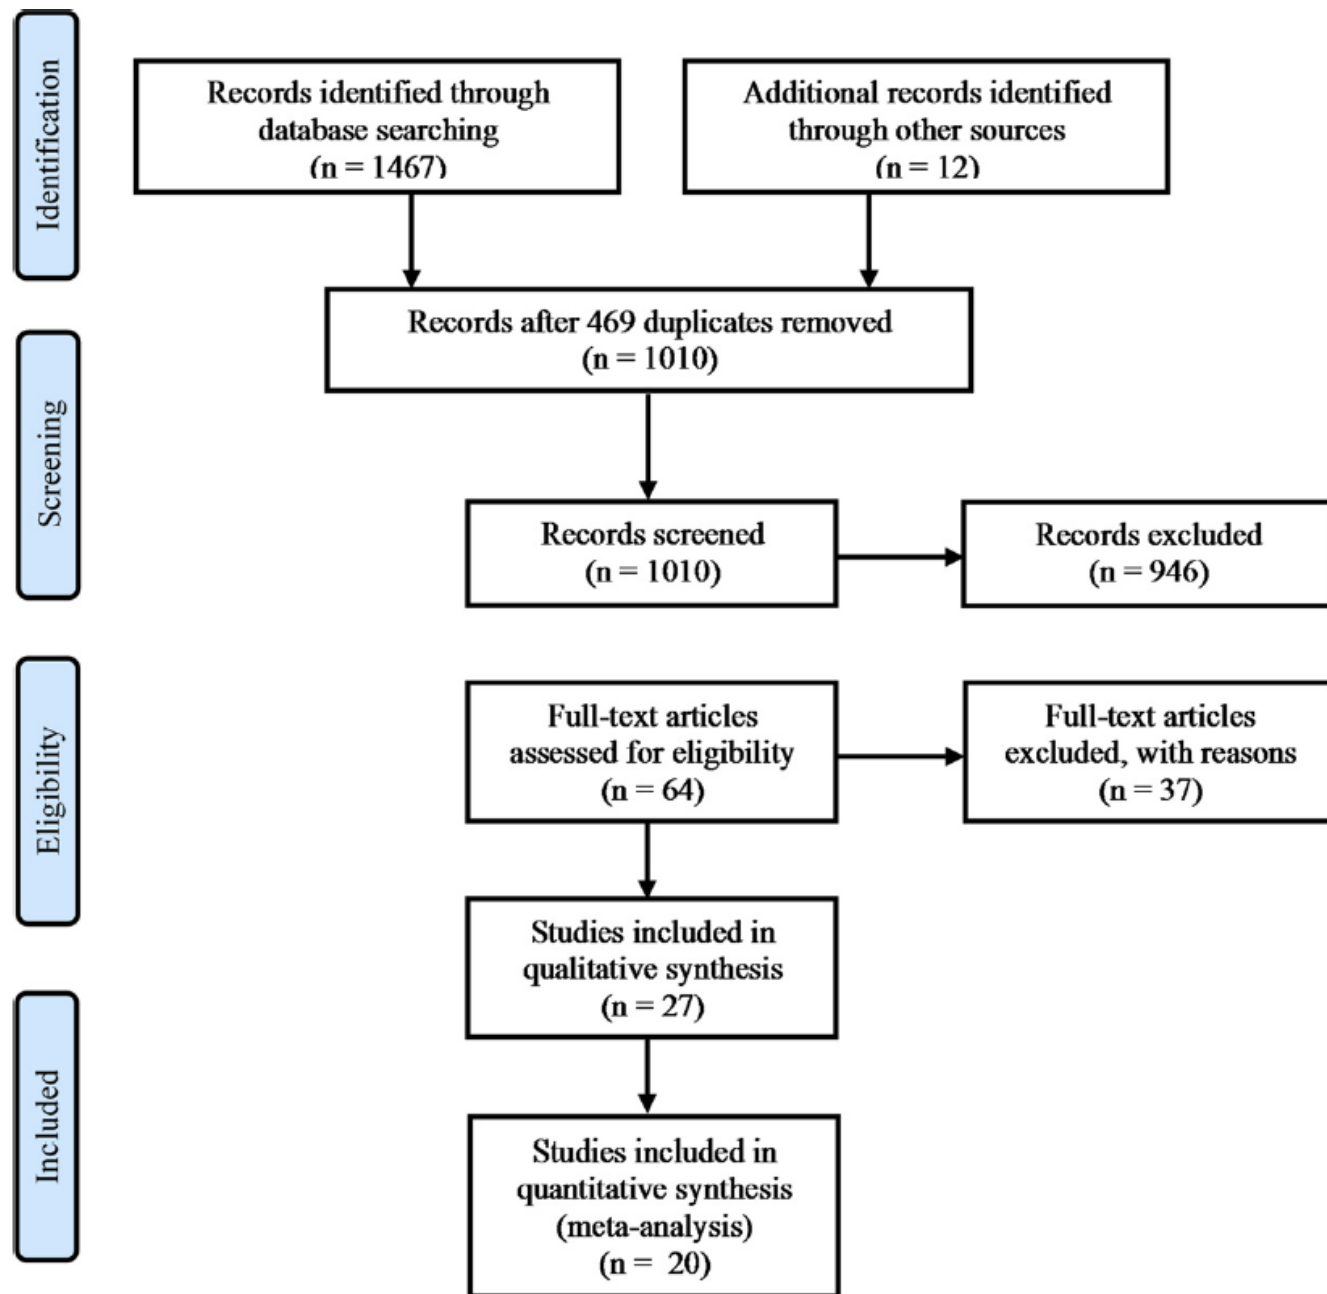 Identification
Records identified through
database searching
(n = 1467)
Additional records identified
through other sources
(n = 12)
Records after 469 duplicates removed
(n = 1010)
Screening
Records screened
(n = 1010)
Records excluded
(n = 946)
Eligibility
Full-text articles
assessed for eligibility
(n = 64)
Full-text articles
excluded, with reasons
(n = 37)
Studies included in
qualitative synthesis
(n = 27)
Included
Studies included in
quantitative synthesis
(meta-analysis)
(n = 20)